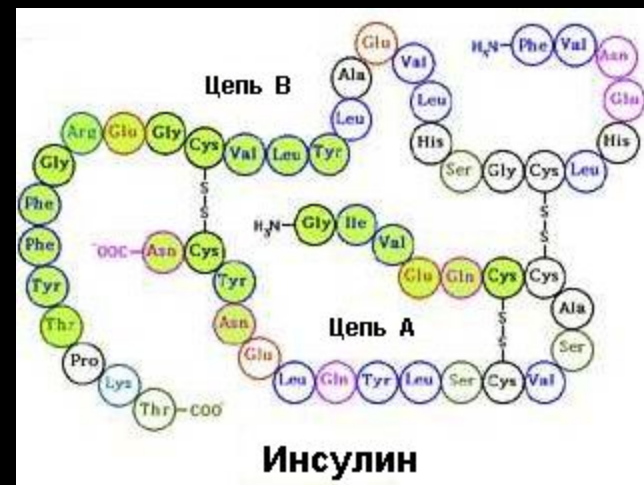 Цепь B
H₃N– Phe Val Asn Gln His Leu Cys Gly Ser His Leu Val Glu Ala Leu Tyr Leu Val Cys Gly Glu Arg Gly Phe Phe Tyr Thr Pro Lys Thr –COO⁻
S
S
S
S
Цепь A
H₃N– Gly Ile Val Glu Gln Cys Cys Ala Ser Val Cys Ser Leu Tyr Gln Leu Glu Asn Tyr Cys Asn –COO⁻
S
S
Инсулин